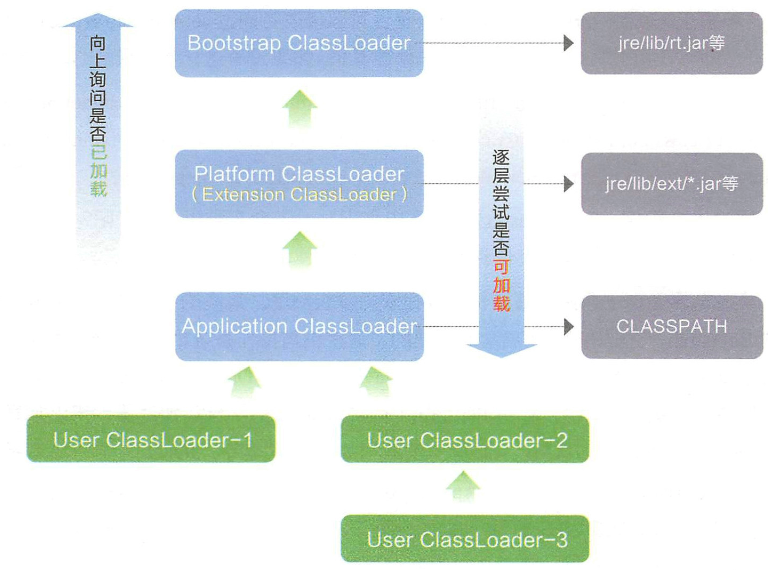 向上询问是否已加载
Bootstrap ClassLoader
jre/lib/rt.jar等
Platform ClassLoader
（Extension ClassLoader）
jre/lib/ext/*.jar等
逐层尝试是否可加载
Application ClassLoader
CLASSPATH
User ClassLoader-1
User ClassLoader-2
User ClassLoader-3